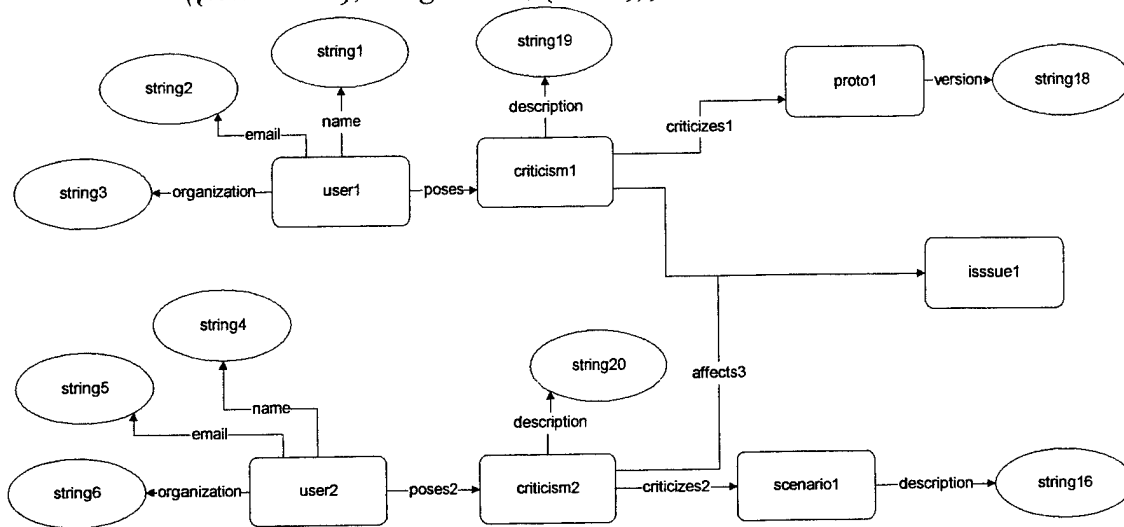 string1
string19
string2
proto1
version
string18
description
name
criticizes1
email
string3
organization
user1
poses
criticism1
isssue1
string4
string20
string5
affects3
name
description
email
string6
organization
user2
poses2
criticism2
criticizes2
scenario1
description
string16